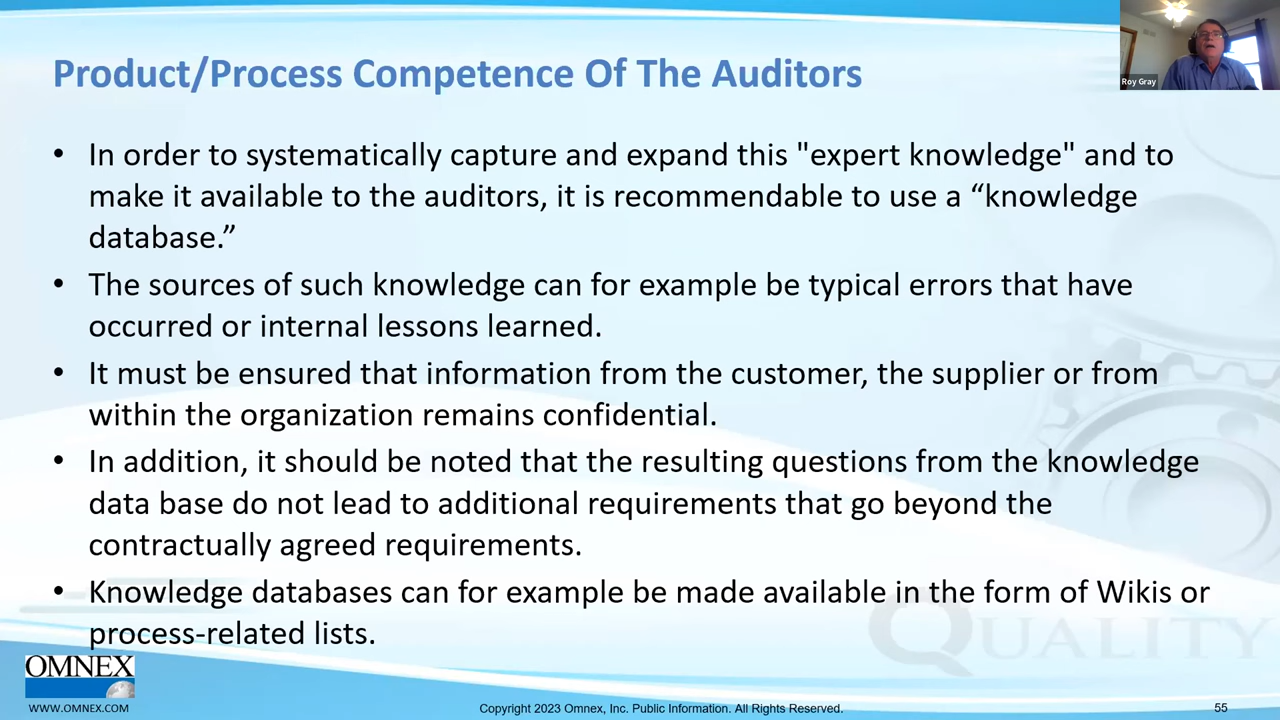 Product/Process Competence Of The Auditors
Roy Gray
• In order to systematically capture and expand this "expert knowledge" and to
make it available to the auditors, it is recommendable to use a “knowledge
database.”
• The sources of such knowledge can for example be typical errors that have
occurred or internal lessons learned.
• It must be ensured that information from the customer, the supplier or from
within the organization remains confidential.
• In addition, it should be noted that the resulting questions from the knowledge
data base do not lead to additional requirements that go beyond the
contractually agreed requirements.
• Knowledge databases can for example be made available in the form of Wikis or
process-related lists.
QUALITY
OMNEX
WWW.OMNEX.COM
Copyright 2023 Omnex, Inc. Public Information. All Rights Reserved.
55